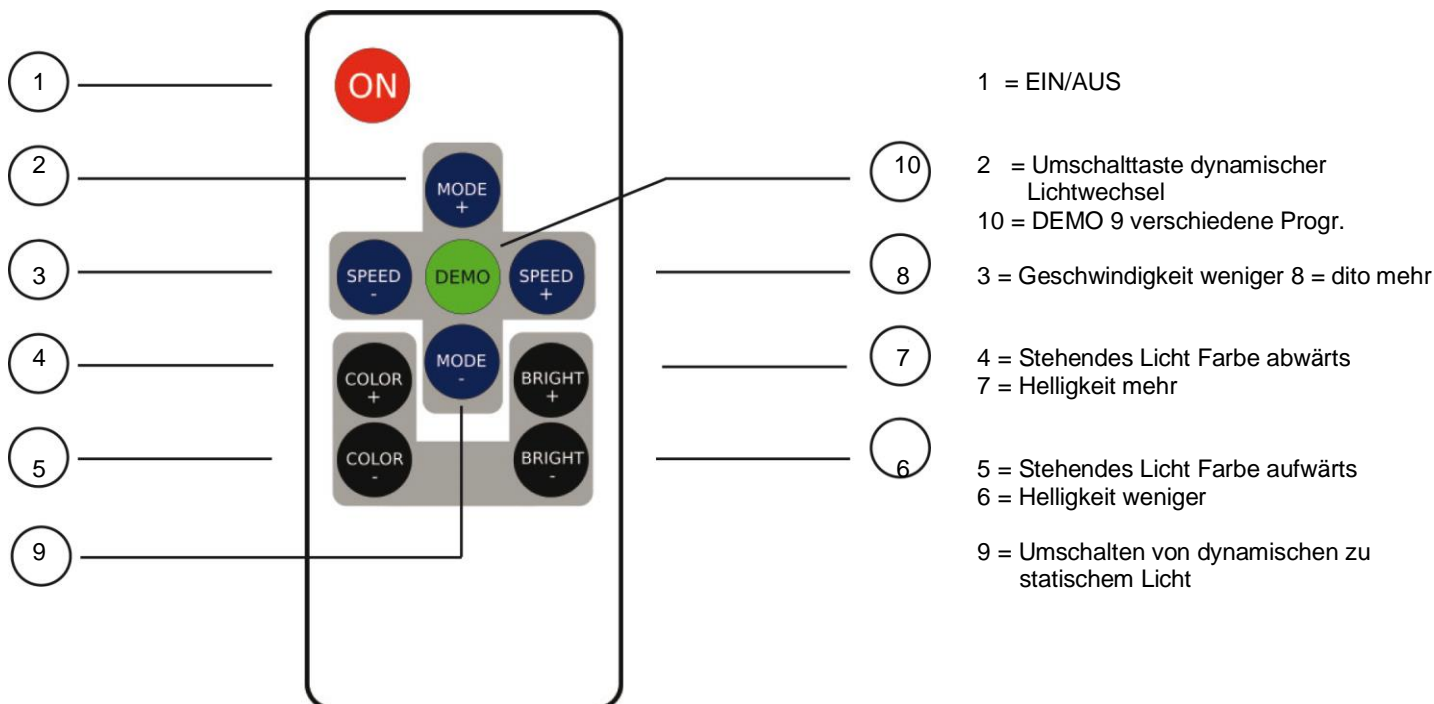 1
ON
1 = EIN/AUS
2
MODE
+
10
2 = Umschalttaste dynamischer
Lichtwechsel
10 = DEMO 9 verschiedene Progr.
3
SPEED
-
DEMO
SPEED
+
8
3 = Geschwindigkeit weniger 8 = dito mehr
4
COLOR
+
MODE
-
BRIGHT
+
7
4 = Stehendes Licht Farbe abwärts
7 = Helligkeit mehr
5
COLOR
-
BRIGHT
-
6
5 = Stehendes Licht Farbe aufwärts
6 = Helligkeit weniger
9
9 = Umschalten von dynamischen zu
statischem Licht